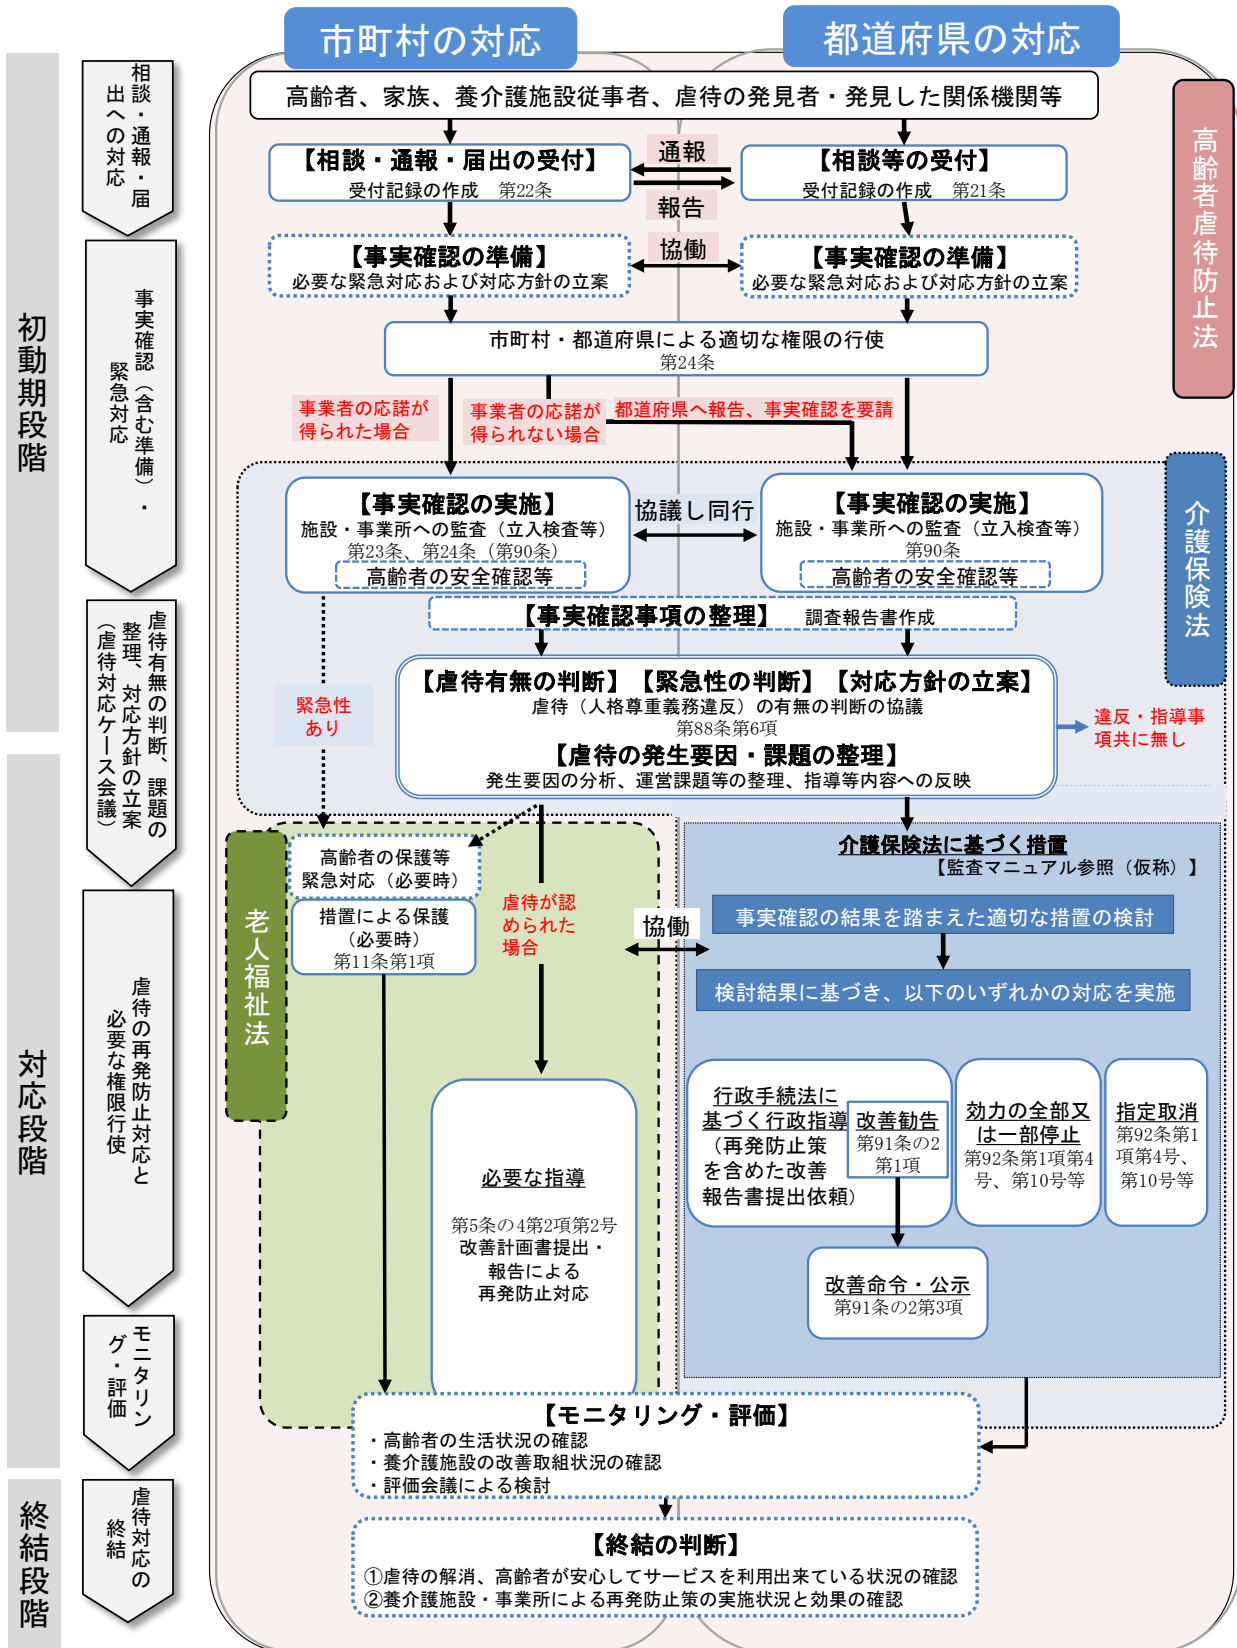 市町村の対応
都道府県の対応
初動期段階
対応段階
終結段階
相談・通報・届
出への対応
事実確認（含む準備）・
緊急対応
虐待有無の判断、課題の
整理、対応方針の立案
（虐待対応ケース会議）
虐待の再発防止対応と
必要な権限行使
モニタリン
グ・評価
虐待対応の
終結
高齢者虐待防止法
介護保険法
老人福祉法
高齢者、家族、養介護施設従事者、虐待の発見者・発見した関係機関等
【相談・通報・届出の受付】
受付記録の作成　第22条
通報
報告
【相談等の受付】
受付記録の作成　第21条
【事実確認の準備】
必要な緊急対応および対応方針の立案
協働
【事実確認の準備】
必要な緊急対応および対応方針の立案
市町村・都道府県による適切な権限の行使
第24条
事業者の応諾が
得られた場合
事業者の応諾が
得られない場合
都道府県へ報告、事実確認を要請
【事実確認の実施】
施設・事業所への監査（立入検査等）
第23条、第24条（第90条）
高齢者の安全確認等
協議し同行
【事実確認の実施】
施設・事業所への監査（立入検査等）
第90条
高齢者の安全確認等
【事実確認事項の整理】　調査報告書作成
緊急性
あり
【虐待有無の判断】【緊急性の判断】【対応方針の立案】
虐待（人格尊重義務違反）の有無の判断の協議
第88条第6項
【虐待の発生要因・課題の整理】
発生要因の分析、運営課題等の整理、指導等内容への反映
違反・指導事
項共に無し
高齢者の保護等
緊急対応（必要時）
措置による保護
（必要時）
第11条第1項
虐待が認
められた
場合
協働
必要な指導
第5条の4第2項第2号
改善計画書提出・
報告による
再発防止対応
介護保険法に基づく措置
【監査マニュアル参照（仮称）】
事実確認の結果を踏まえた適切な措置の検討
検討結果に基づき、以下のいずれかの対応を実施
行政手続法に
基づく行政指導
（再発防止策
を含めた改善
報告書提出依頼）
改善勧告
第91条の2
第1項
効力の全部又
は一部停止
第92条第1項第4
号、第10号等
指定取消
第92条第1
項第4号、
第10号等
改善命令・公示
第91条の2第3項
【モニタリング・評価】
・高齢者の生活状況の確認
・養介護施設の改善取組状況の確認
・評価会議による検討
【終結の判断】
①虐待の解消、高齢者が安心してサービスを利用出来ている状況の確認
②養介護施設・事業所による再発防止策の実施状況と効果の確認